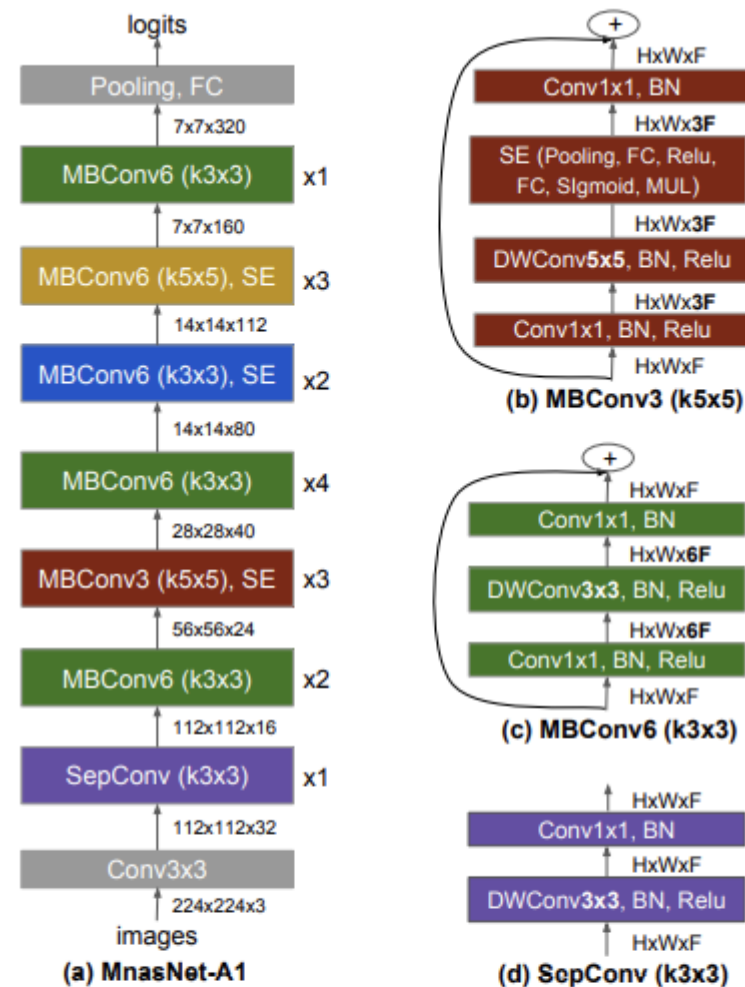 logits
Pooling, FC
7x7x320
MBConv6 (k3x3)
x1
7x7x160
MBConv6 (k5x5), SE
x3
14x14x112
MBConv6 (k3x3), SE
x2
14x14x80
MBConv6 (k3x3)
x4
28x28x40
MBConv3 (k5x5), SE
x3
56x56x24
MBConv6 (k3x3)
x2
112x112x16
SepConv (k3x3)
x1
112x112x32
Conv3x3
224x224x3
images
(a) MnasNet-A1
+
HxWxF
Conv1x1, BN
HxWx3F
SE (Pooling, FC, Relu,
FC, SIgmoid, MUL)
HxWx3F
DWConv5x5, BN, Relu
HxWx3F
Conv1x1, BN, Relu
HxWxF
(b) MBConv3 (k5x5)
+
HxWxF
Conv1x1, BN
HxWx6F
DWConv3x3, BN, Relu
HxWx6F
Conv1x1, BN, Relu
HxWxF
(c) MBConv6 (k3x3)
HxWxF
Conv1x1, BN
HxWxF
DWConv3x3, BN, Relu
HxWxF
(d) SepConv (k3x3)